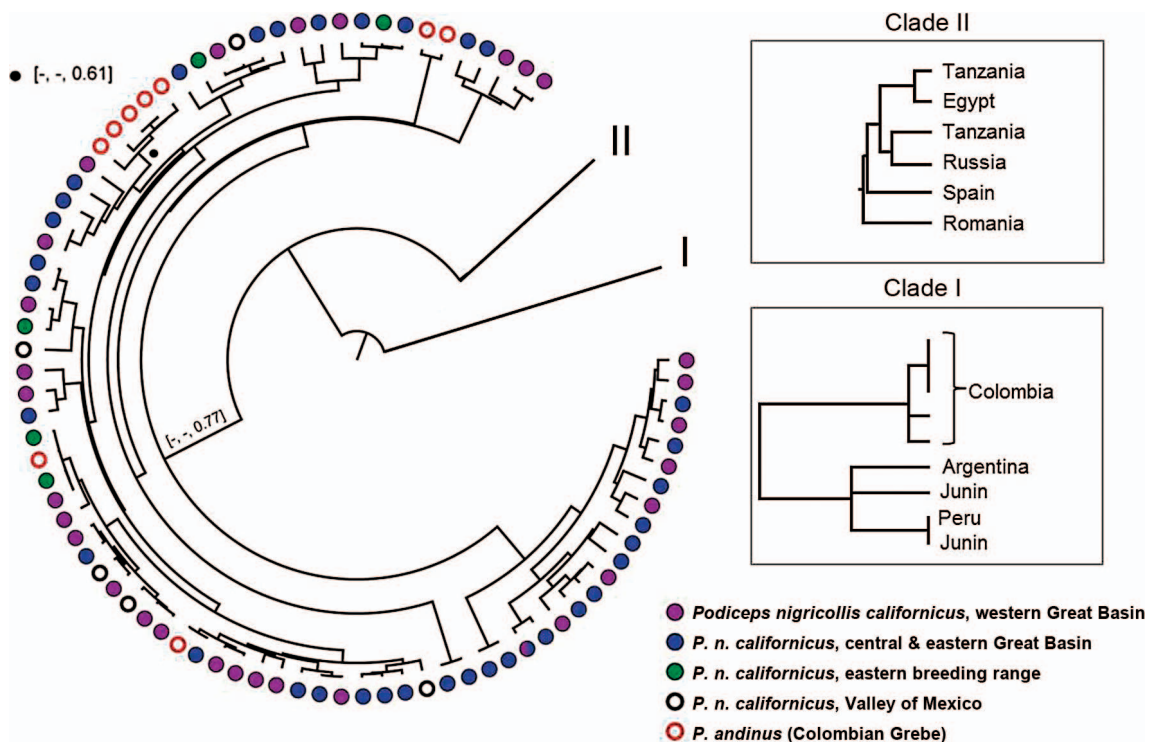 [-, -, 0.61]
II
I
[-, -, 0.77]
Clade II
Tanzania
Egypt
Tanzania
Russia
Spain
Romania
Clade I
Colombia
Argentina
Junin
Peru
Junin
Podiceps nigricollis californicus, western Great Basin
P. n. californicus, central & eastern Great Basin
P. n. californicus, eastern breeding range
P. n. californicus, Valley of Mexico
P. andinus (Colombian Grebe)